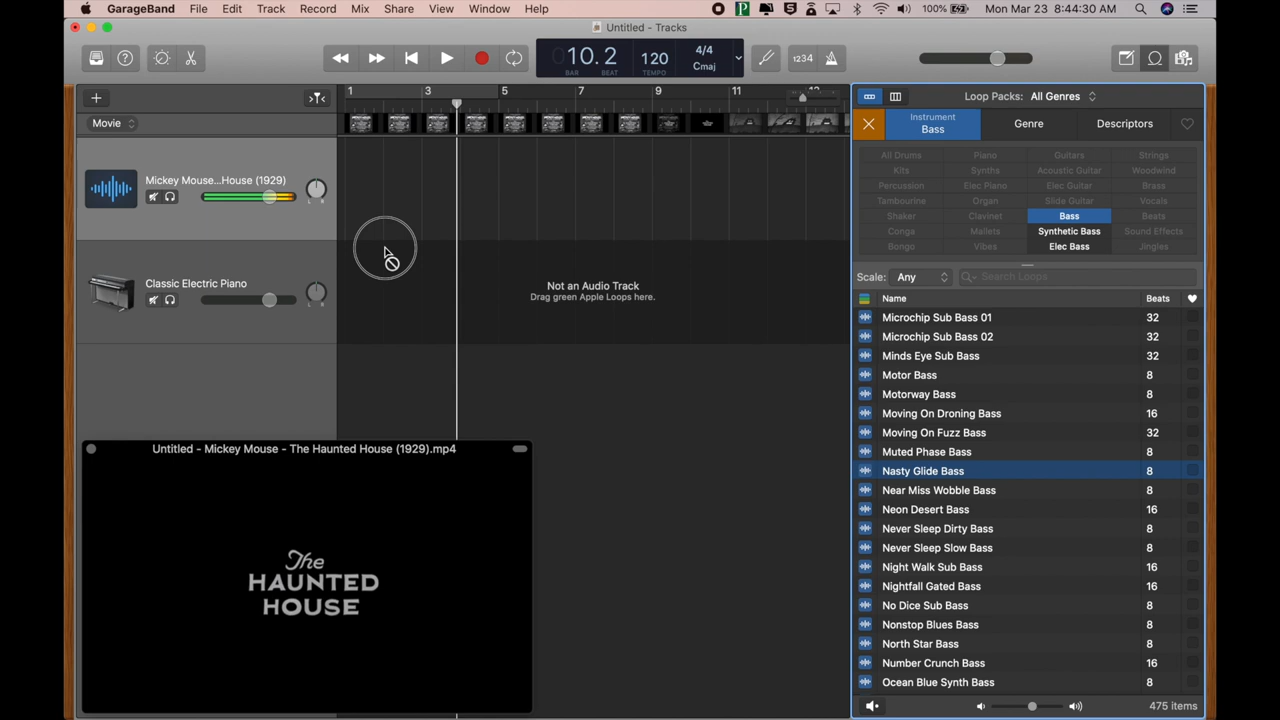 GarageBand File Edit Track Record Mix Share View Window Help 100% Mon Mar 23 8:44:30 AM
Untitled - Tracks
10.2 120 4/4
BAR BEAT TEMPO Cmaj
1234
1 3 5 7 9 11
Loop Packs: All Genres
Movie
Instrument
Bass Genre Descriptors
All Drums Piano Guitars Strings
Kits Synths Acoustic Guitar Woodwind
Percussion Elec Piano Elec Guitar Brass
Tambourine Organ Slide Guitar Vocals
Shaker Clavinet Bass Beats
Conga Mallets Synthetic Bass Sound Effects
Bongo Vibes Elec Bass Jingles
Mickey Mouse...House (1929)
L R
Classic Electric Piano
L R
Not an Audio Track
Drag green Apple Loops here.
Scale: Any Search Loops
Name Beats
Microchip Sub Bass 01 32
Microchip Sub Bass 02 32
Minds Eye Sub Bass 32
Motor Bass 8
Motorway Bass 8
Moving On Droning Bass 16
Moving On Fuzz Bass 32
Muted Phase Bass 8
Nasty Glide Bass 8
Near Miss Wobble Bass 8
Neon Desert Bass 16
Never Sleep Dirty Bass 8
Never Sleep Slow Bass 8
Night Walk Sub Bass 16
Nightfall Gated Bass 16
No Dice Sub Bass 8
Nonstop Blues Bass 8
North Star Bass 8
Number Crunch Bass 16
Ocean Blue Synth Bass 8
475 items
Untitled - Mickey Mouse - The Haunted House (1929).mp4
The
HAUNTED
HOUSE